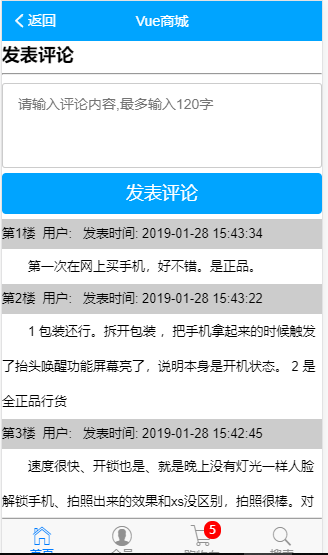 返回
Vue商城
发表评论
请输入评论内容,最多输入120字
发表评论
第1楼 用户: 发表时间: 2019-01-28 15:43:34
第一次在网上买手机，好不错。是正品。
第2楼 用户: 发表时间: 2019-01-28 15:43:22
1 包装还行。拆开包装 ，把手机拿起来的时候触发
了抬头唤醒功能屏幕亮了，说明本身是开机状态。 2 是
全正品行货
第3楼 用户: 发表时间: 2019-01-28 15:42:45
速度很快、开锁也是、就是晚上没有灯光一样人脸
解锁手机、拍照出来的效果和xs没区别，拍照很棒。对
5
首页 会员 购物车 搜索